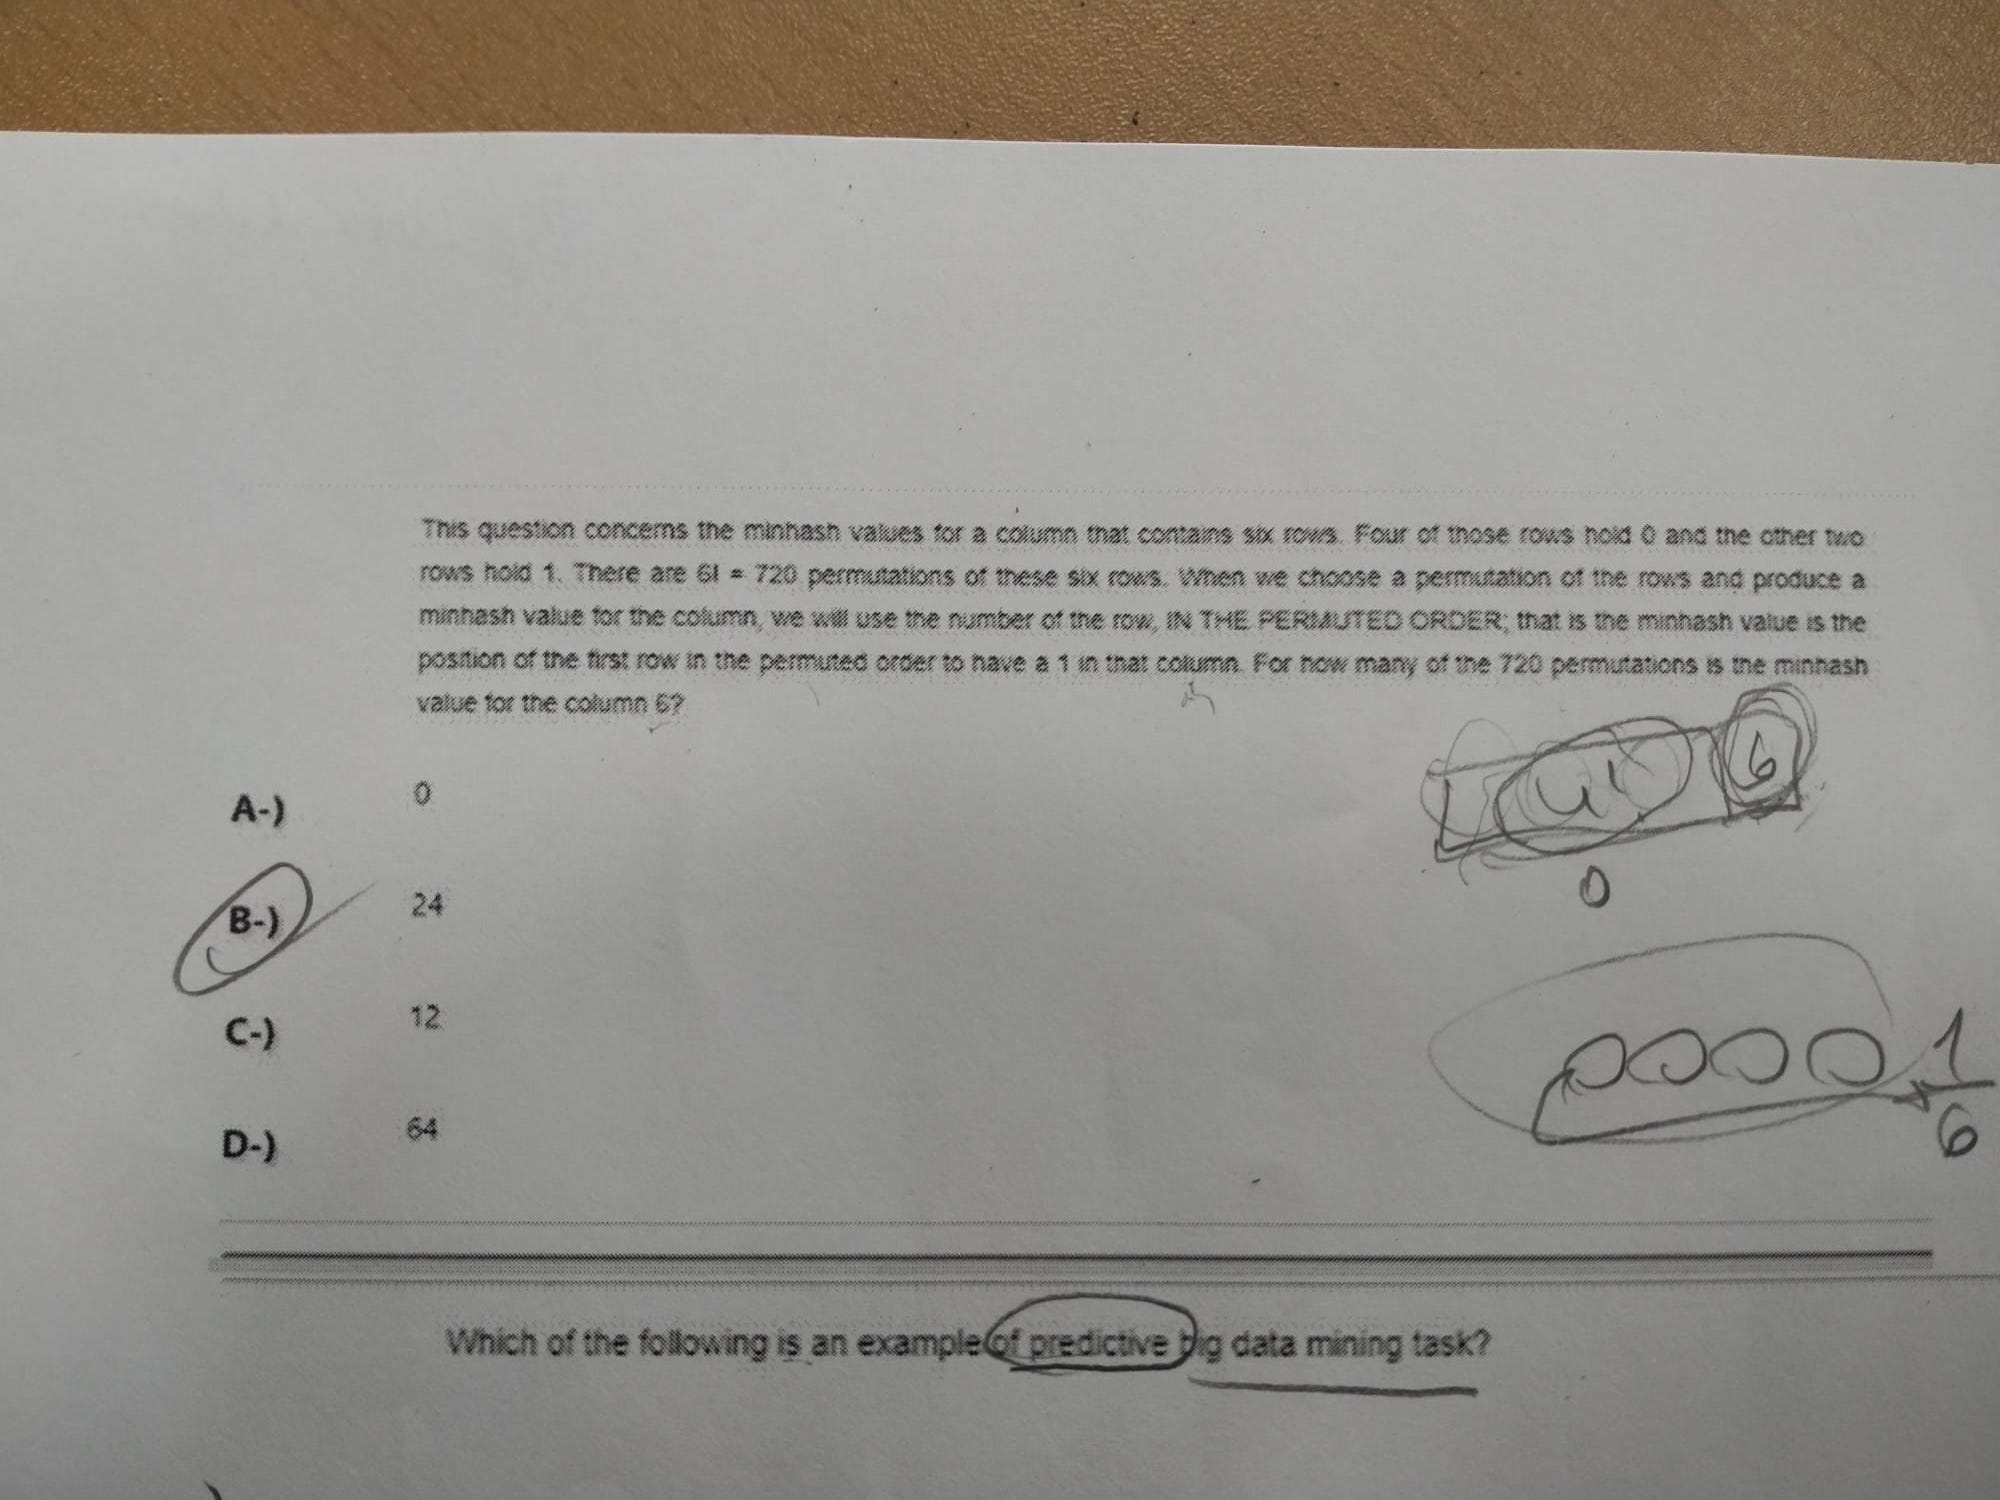 This question concerns the minhash values for a column that contains six rows. Four of those rows hold 0 and the other two
rows hold 1. There are 6! = 720 permutations of these six rows. When we choose a permutation of the rows and produce a
minhash value for the column, we will use the number of the row, IN THE PERMUTED ORDER; that is the minhash value is the
position of the first row in the permuted order to have a 1 in that column. For how many of the 720 permutations is the minhash
value for the column 6?
6
0
A-) 0
B-) 24
C-) 12
0000 1
6
D-) 64
Which of the following is an example of predictive big data mining task?